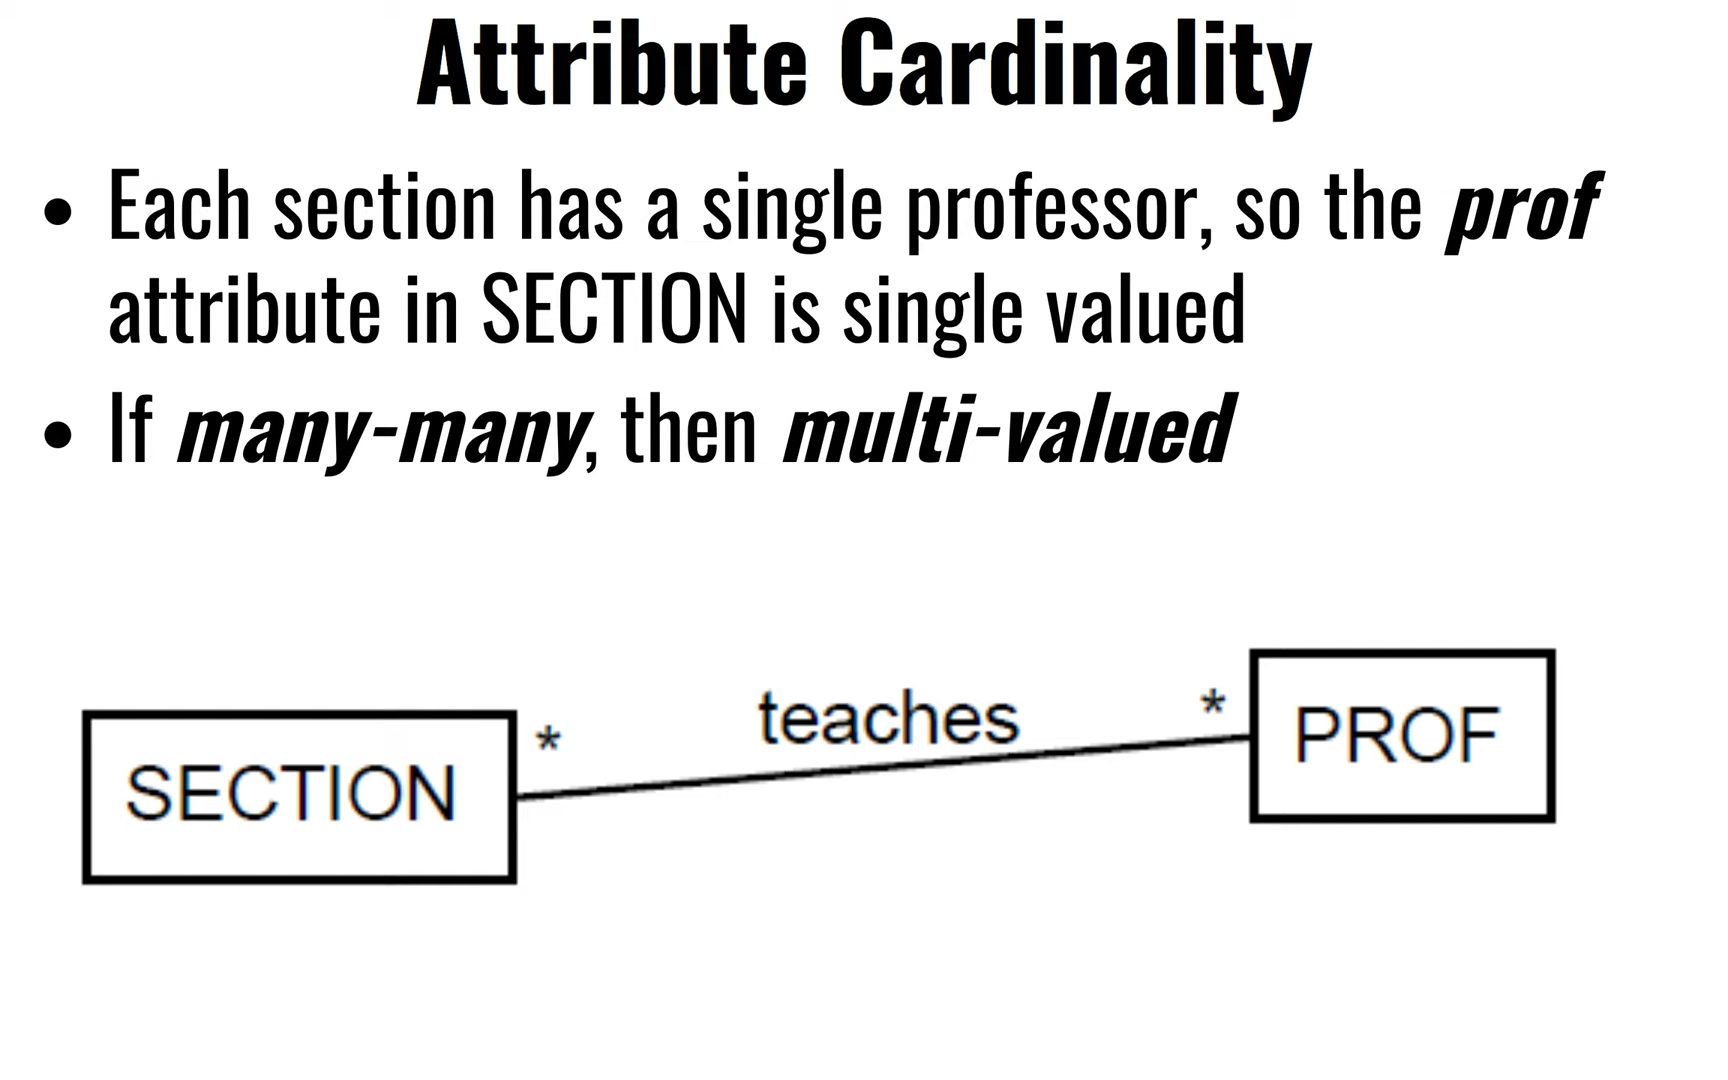 Attribute Cardinality
• Each section has a single professor, so the prof
attribute in SECTION is single valued
• If many-many, then multi-valued
teaches
* *
SECTION
PROF